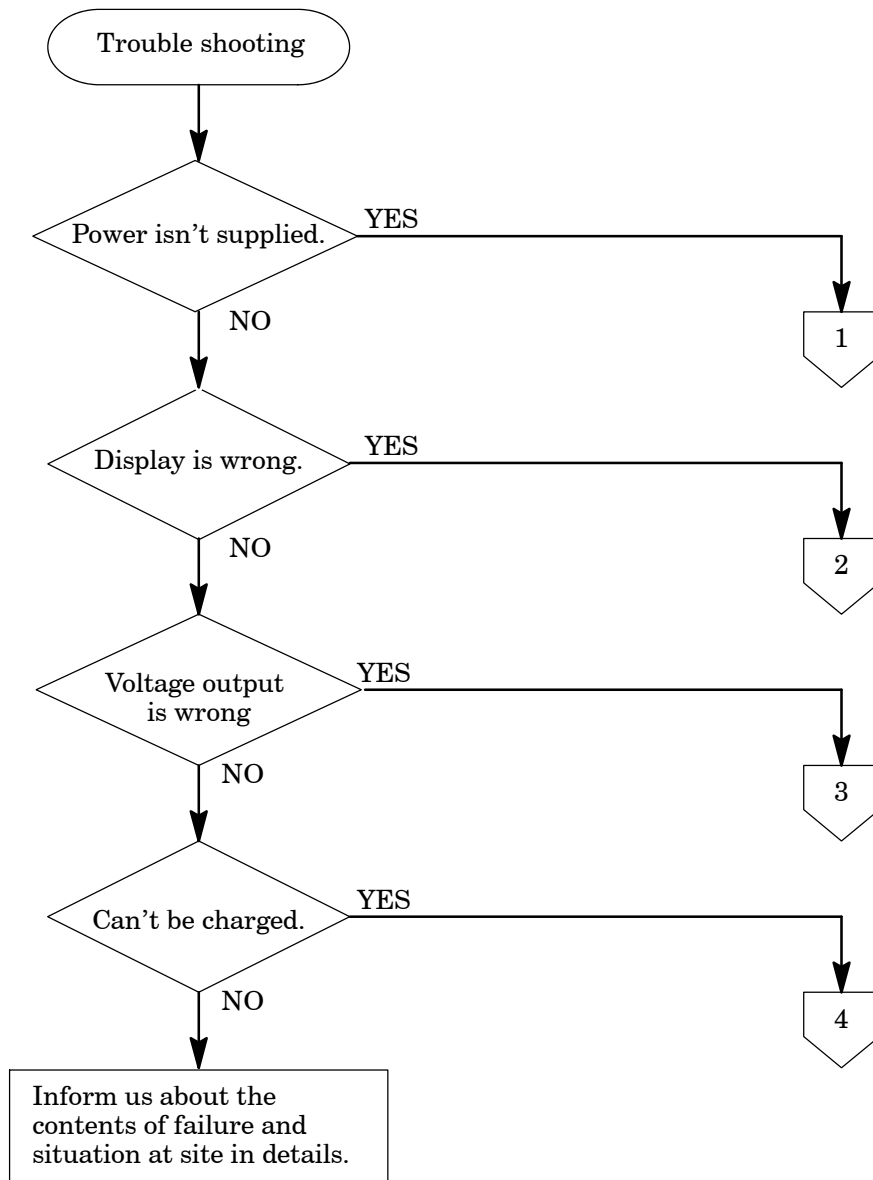 Trouble shooting
Power isn't supplied.
YES
1
NO
Display is wrong.
YES
2
NO
Voltage output
is wrong
YES
3
NO
Can't be charged.
YES
4
NO
Inform us about the
contents of failure and
situation at site in details.